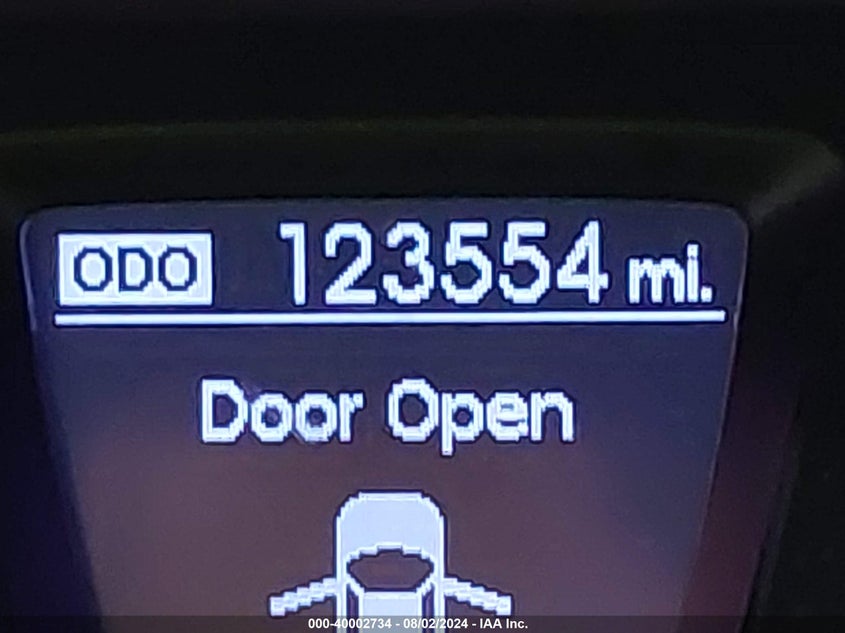 ODO 123554 mi.
Door Open
000-40002734 - 08/02/2024 - IAA Inc.